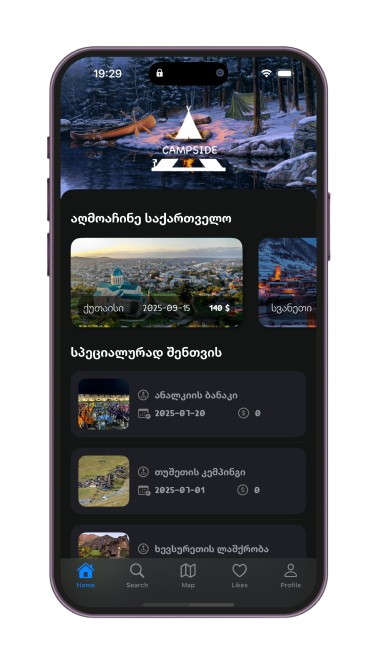 19:29
CAMPSIDE
აღმოაჩინე საქართველო
ქუთაისი 2025-09-15 140 $
სვანეთი
სპეციალურად შენთვის
ანალკიის ბანაკი
2025-07-20 0
თუშეთის კემპინგი
2025-07-01 0
ხევსურეთის ლაშქრობა
Home Search Map Likes Profile